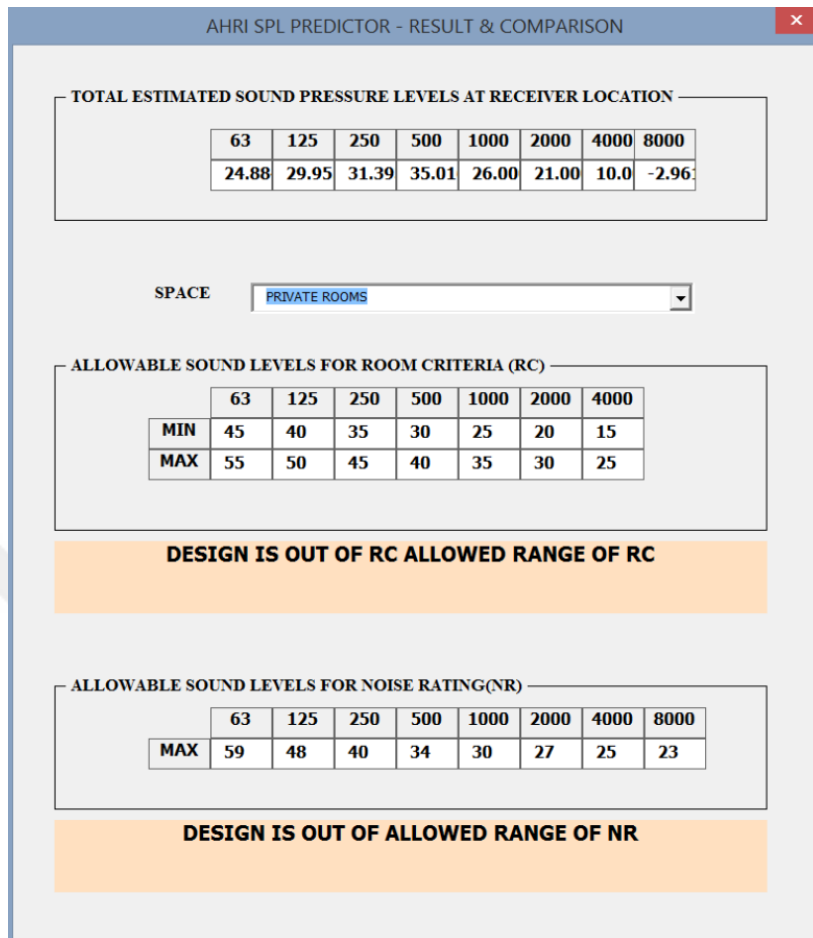 AHRI SPL PREDICTOR - RESULT & COMPARISON
TOTAL ESTIMATED SOUND PRESSURE LEVELS AT RECEIVER LOCATION
63 125 250 500 1000 2000 4000 8000
24.88 29.95 31.39 35.01 26.00 21.00 10.0 -2.961
SPACE PRIVATE ROOMS
ALLOWABLE SOUND LEVELS FOR ROOM CRITERIA (RC)
63 125 250 500 1000 2000 4000
MIN 45 40 35 30 25 20 15
MAX 55 50 45 40 35 30 25
DESIGN IS OUT OF RC ALLOWED RANGE OF RC
ALLOWABLE SOUND LEVELS FOR NOISE RATING(NR)
63 125 250 500 1000 2000 4000 8000
MAX 59 48 40 34 30 27 25 23
DESIGN IS OUT OF ALLOWED RANGE OF NR